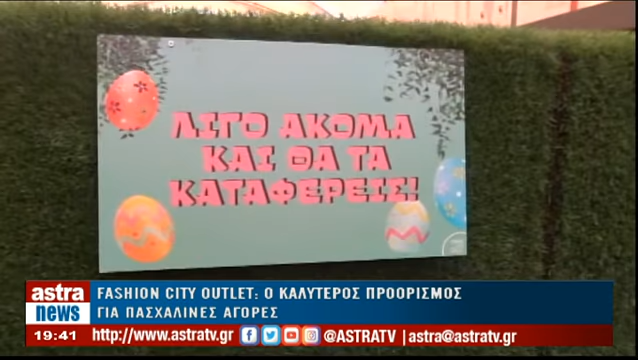 ΛΙΓΟ ΑΚΟΜΑ
ΚΑΙ ΘΑ ΤΑ
ΚΑΤΑΦΕΡΕΙΣ!
astra
news
FASHION CITY OUTLET: Ο ΚΑΛΥΤΕΡΟΣ ΠΡΟΟΡΙΣΜΟΣ
ΓΙΑ ΠΑΣΧΑΛΙΝΕΣ ΑΓΟΡΕΣ
19:41 http://www.astratv.gr @ASTRATV | astra@astratv.gr